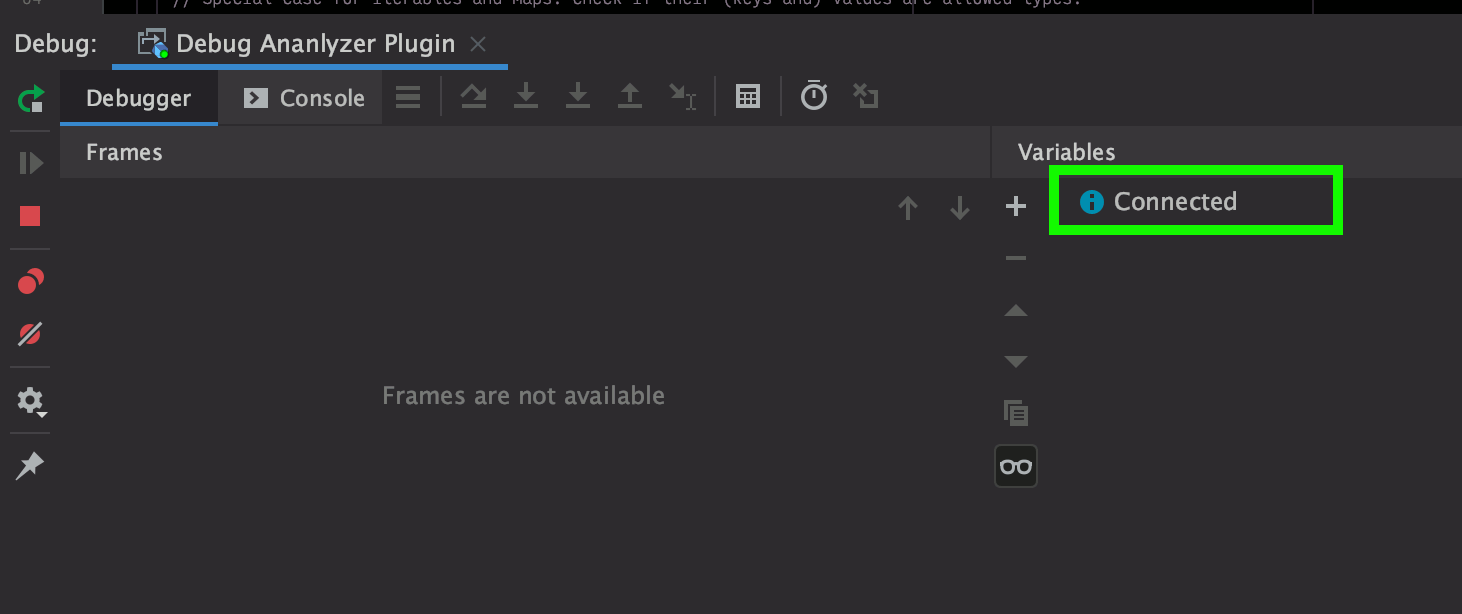 // Special case for iterables and maps: check if their (keys and) values are allowed types.
Debug: Debug Ananlyzer Plugin
Debugger Console
Frames Variables
Connected
Frames are not available